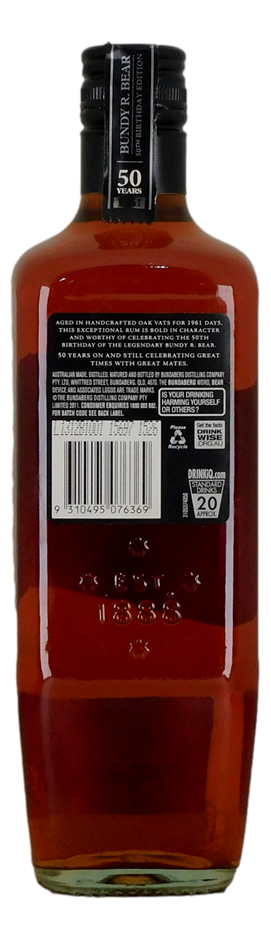 BUNDY R. BEAR
50TH BIRTHDAY EDITION
50
YEARS
AGED IN HANDCRAFTED OAK VATS FOR 1961 DAYS,
THIS EXCEPTIONAL RUM IS BOLD IN CHARACTER
AND WORTHY OF CELEBRATING THE 50TH
BIRTHDAY OF THE LEGENDARY BUNDY R. BEAR.
50 YEARS ON AND STILL CELEBRATING GREAT
TIMES WITH GREAT MATES.
AUSTRALIAN MADE. DISTILLED, MATURED AND BOTTLED BY BUNDABERG DISTILLING COMPANY
PTY. LTD, WHITTRED STREET, BUNDABERG. QLD, 4670. THE BUNDABERG WORD, BEAR
DEVICE AND ASSOCIATED LOGOS ARE TRADE MARKS.
©THE BUNDABERG DISTILLING COMPANY PTY
LIMITED 2011. CONSUMER ENQUIRIES 1800 093 602.
FOR BATCH CODE SEE BACK LABEL.
IS YOUR DRINKING
HARMING YOURSELF
OR OTHERS?
Please
Recycle
Get the facts
DRINK
WISE
.ORG.AU
DRINKiQ.com
STANDARD
DRINKS
20
APPROX.
9 310495 076369
EST.
1888